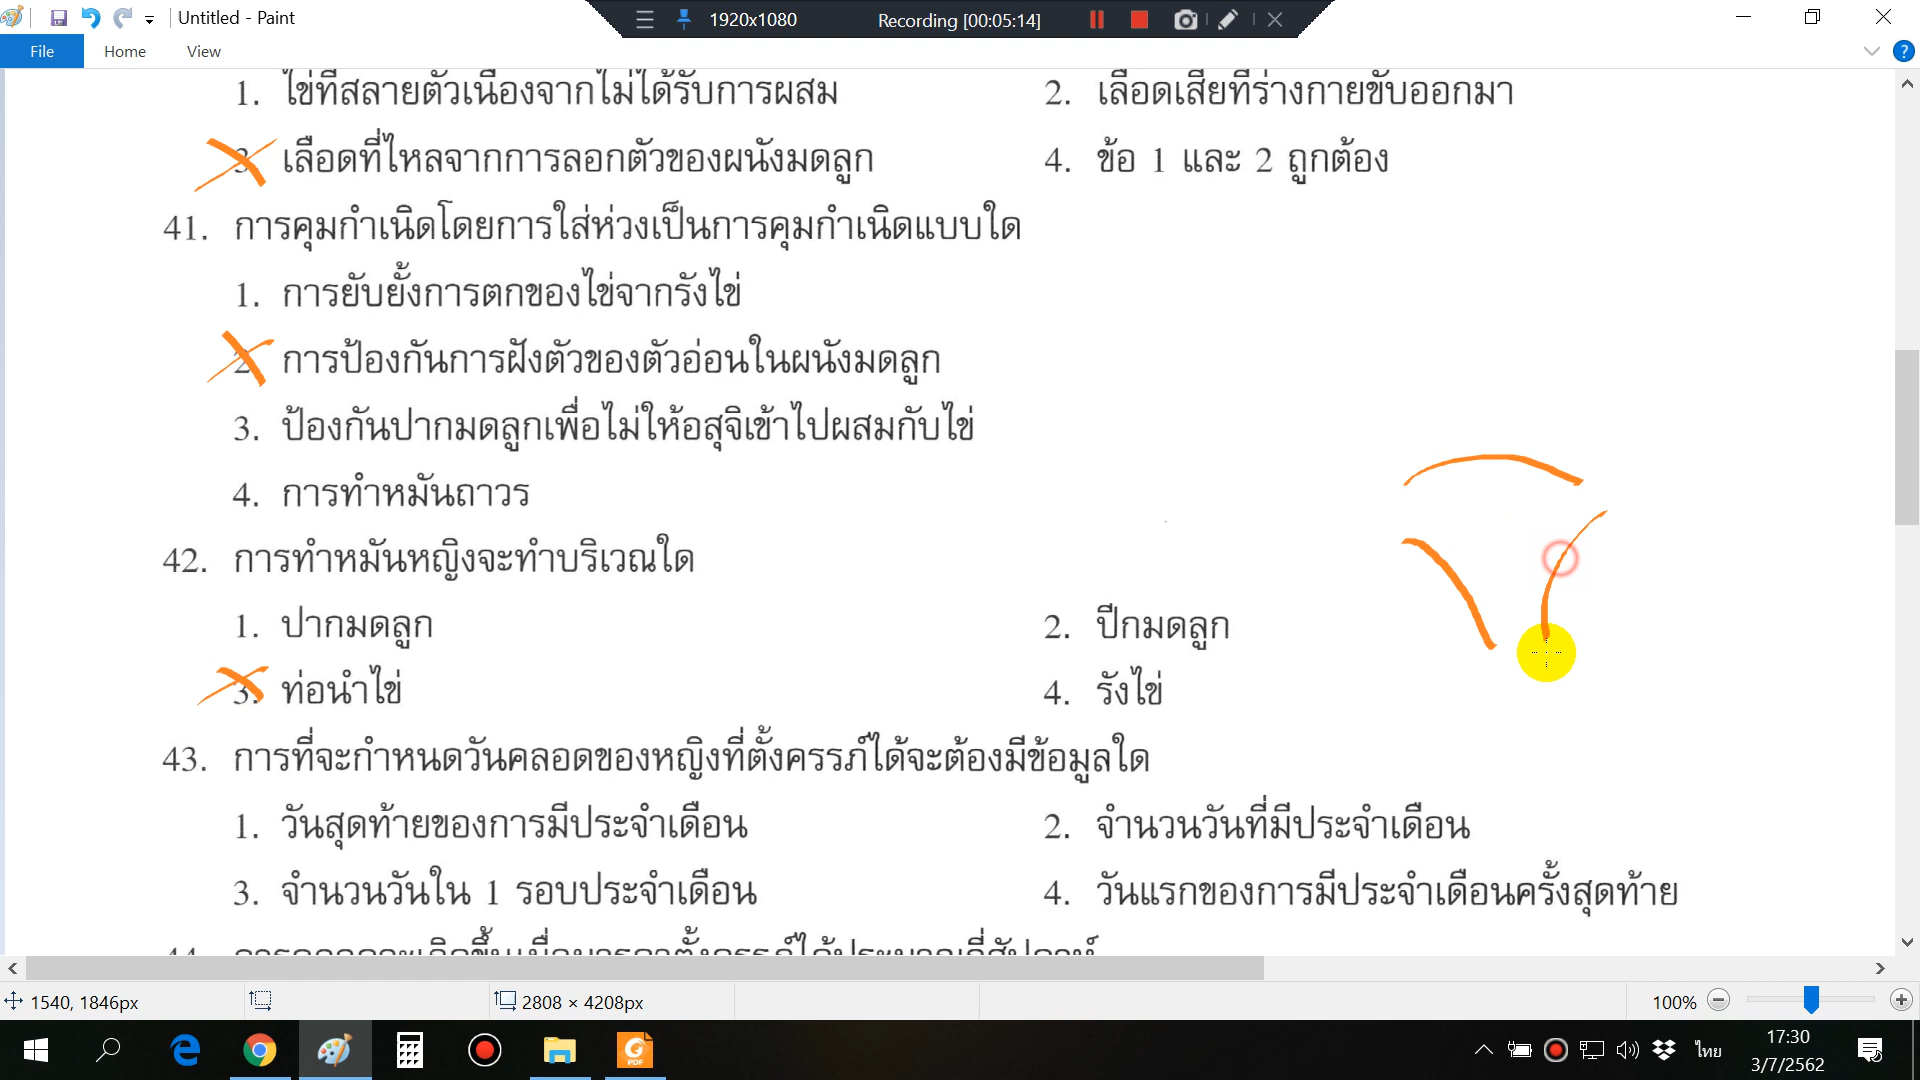 Untitled - Paint
1920x1080
Recording [00:05:14]
File
Home
View
1. ไข่ที่สลายตัวเนื่องจากไม่ได้รับการผสม
2. เลือดเสียที่ร่างกายขับออกมา
3. เลือดที่ไหลจากการลอกตัวของผนังมดลูก
4. ข้อ 1 และ 2 ถูกต้อง
41. การคุมกำเนิดโดยการใส่ห่วงเป็นการคุมกำเนิดแบบใด
1. การยับยั้งการตกของไข่จากรังไข่
2. การป้องกันการฝังตัวของตัวอ่อนในผนังมดลูก
3. ป้องกันปากมดลูกเพื่อไม่ให้อสุจิเข้าไปผสมกับไข่
4. การทำหมันถาวร
42. การทำหมันหญิงจะทำบริเวณใด
1. ปากมดลูก
2. ปีกมดลูก
3. ท่อนำไข่
4. รังไข่
43. การที่จะกำหนดวันคลอดของหญิงที่ตั้งครรภ์ได้จะต้องมีข้อมูลใด
1. วันสุดท้ายของการมีประจำเดือน
2. จำนวนวันที่มีประจำเดือน
3. จำนวนวันใน 1 รอบประจำเดือน
4. วันแรกของการมีประจำเดือนครั้งสุดท้าย
1540, 1846px
2808 × 4208px
100%
PDF
ไทย
17:30
3/7/2562